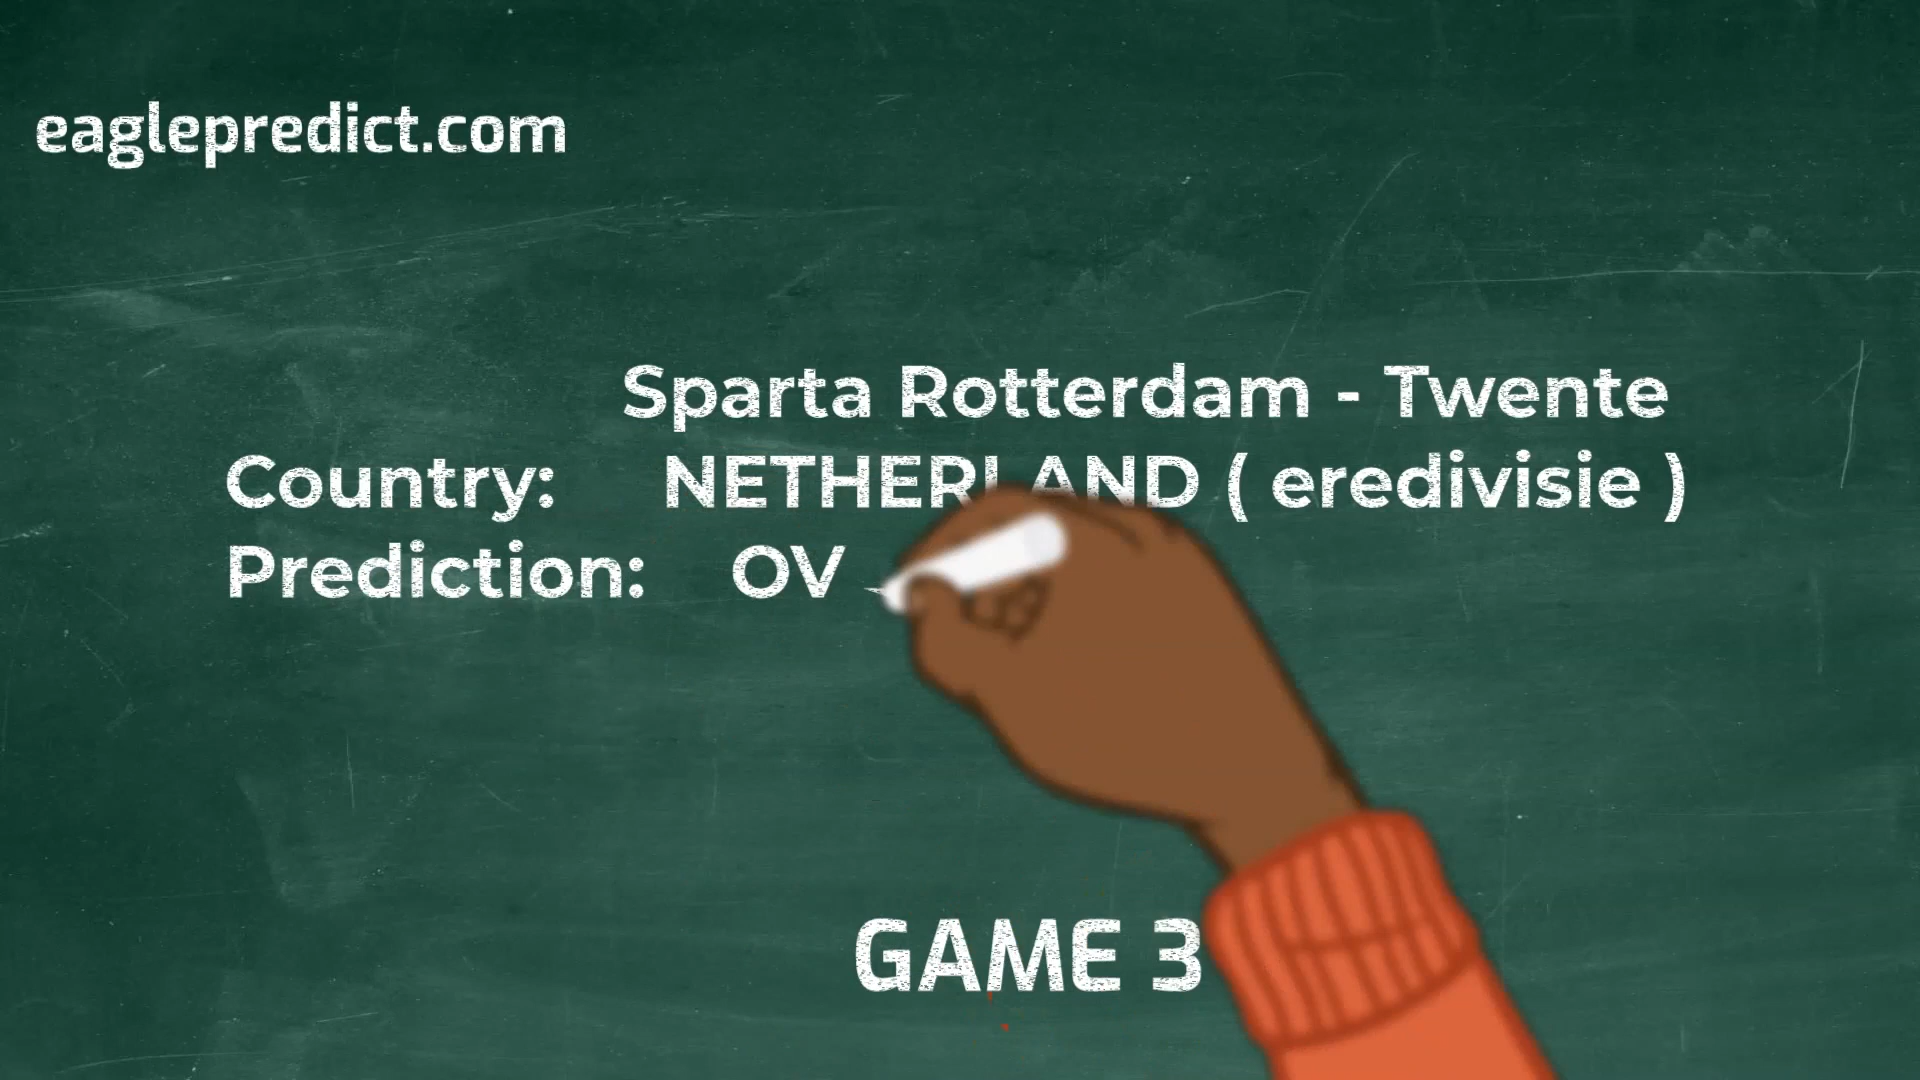 eaglepredict.com
Sparta Rotterdam - Twente
Country: NETHERLAND ( eredivisie )
Prediction: OV
GAME 3